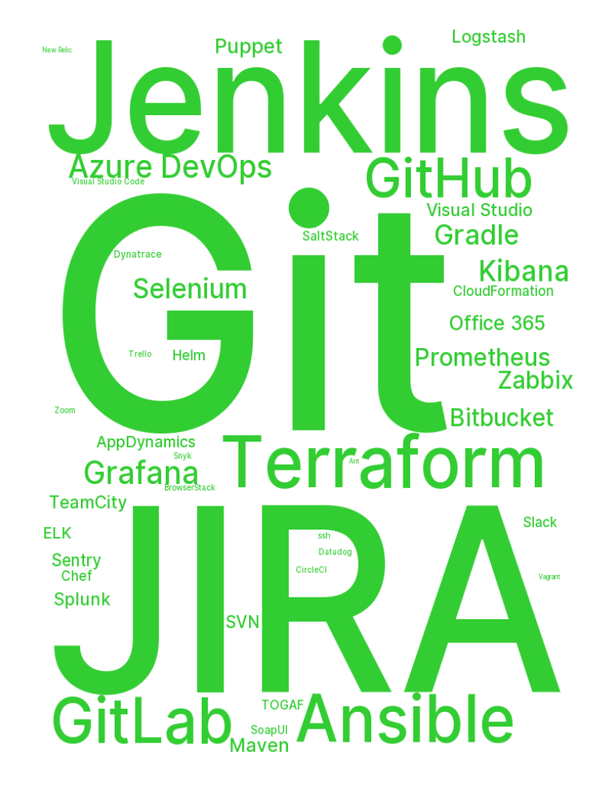 Logstash
Puppet
New Relic
Jenkins
Azure DevOps
GitHub
Visual Studio Code
Visual Studio
SaltStack
Gradle
Git
Dynatrace
Kibana
Selenium
CloudFormation
Office 365
Trello
Helm
Prometheus
Zabbix
Zoom
Bitbucket
AppDynamics
Snyk
Terraform
Ant
Grafana
BrowserStack
TeamCity
Slack
ELK
ssh
Datadog
Sentry
CircleCI
Chef
Vagrant
Splunk
JIRA
SVN
TOGAF
GitLab
Ansible
SoapUI
Maven